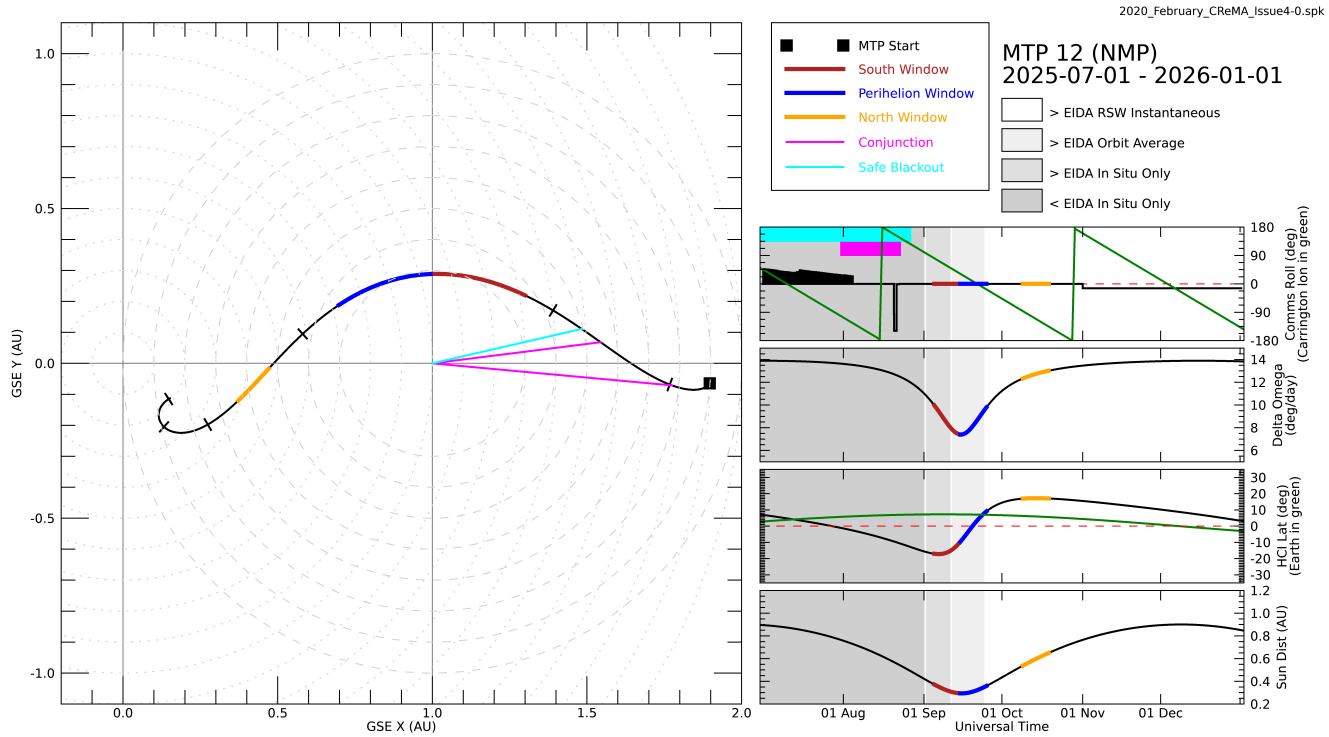 2020_February_CReMA_Issue4-0.spk
MTP Start
South Window
Perihelion Window
North Window
Conjunction
Safe Blackout
MTP 12 (NMP)
2025-07-01 - 2026-01-01
> EIDA RSW Instantaneous
> EIDA Orbit Average
> EIDA In Situ Only
< EIDA In Situ Only
1.0
0.5
0.0
-0.5
-1.0
GSE Y (AU)
0.0
0.5
1.0
1.5
2.0
GSE X (AU)
180
90
0
-90
-180
Comms Roll (deg)
(Carrington lon in green)
14
12
10
8
6
Delta Omega
(deg/day)
30
20
10
0
-10
-20
-30
HCI Lat (deg)
(Earth in green)
1.2
1.0
0.8
0.6
0.4
0.2
Sun Dist (AU)
01 Aug
01 Sep
01 Oct
01 Nov
01 Dec
Universal Time